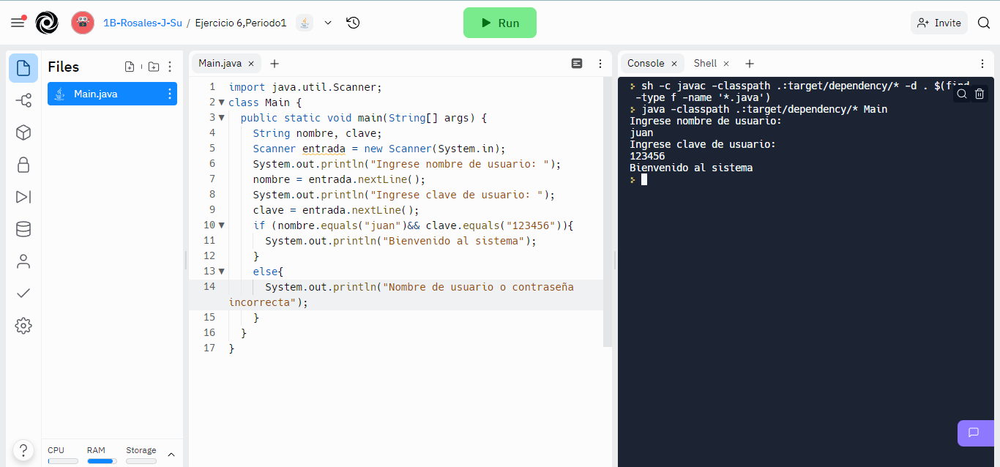 1B-Rosales-J-Su / Ejercicio 6,Periodo1
Run
Invite
Files
Main.java
CPU RAM Storage
?
Main.java ×
1 import java.util.Scanner;
2 class Main {
3 public static void main(String[] args) {
4 String nombre, clave;
5 Scanner entrada = new Scanner(System.in);
6 System.out.println("Ingrese nombre de usuario: ");
7 nombre = entrada.nextLine();
8 System.out.println("Ingrese clave de usuario: ");
9 clave = entrada.nextLine();
10 if (nombre.equals("juan")&& clave.equals("123456")){
11 System.out.println("Bienvenido al sistema");
12 }
13 else{
14 System.out.println("Nombre de usuario o contraseña
incorrecta");
15 }
16 }
17 }
Console × Shell ×
sh -c javac -classpath .:target/dependency/* -d . $(find
-type f -name '*.java')
java -classpath .:target/dependency/* Main
Ingrese nombre de usuario:
juan
Ingrese clave de usuario:
123456
Bienvenido al sistema